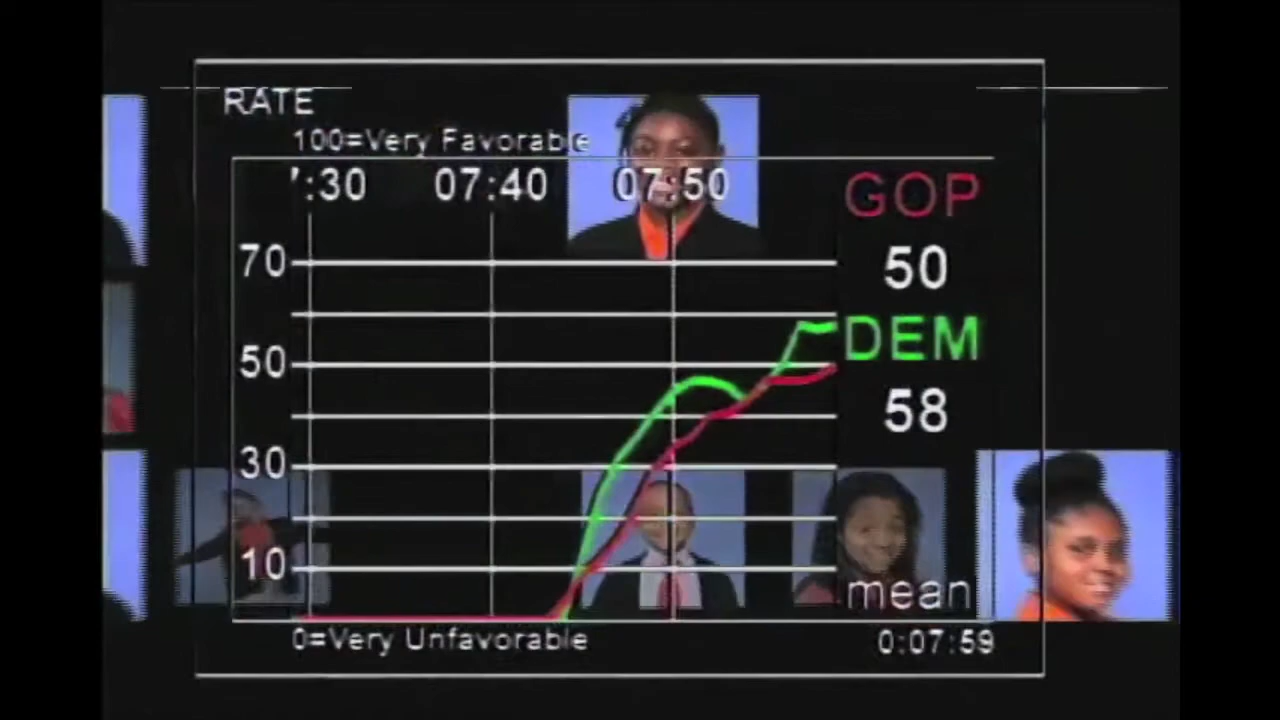 RATE
100=Very Favorable
:30 07:40 07:50
GOP
50
DEM
58
70
50
30
10
mean
0=Very Unfavorable
0:07:59